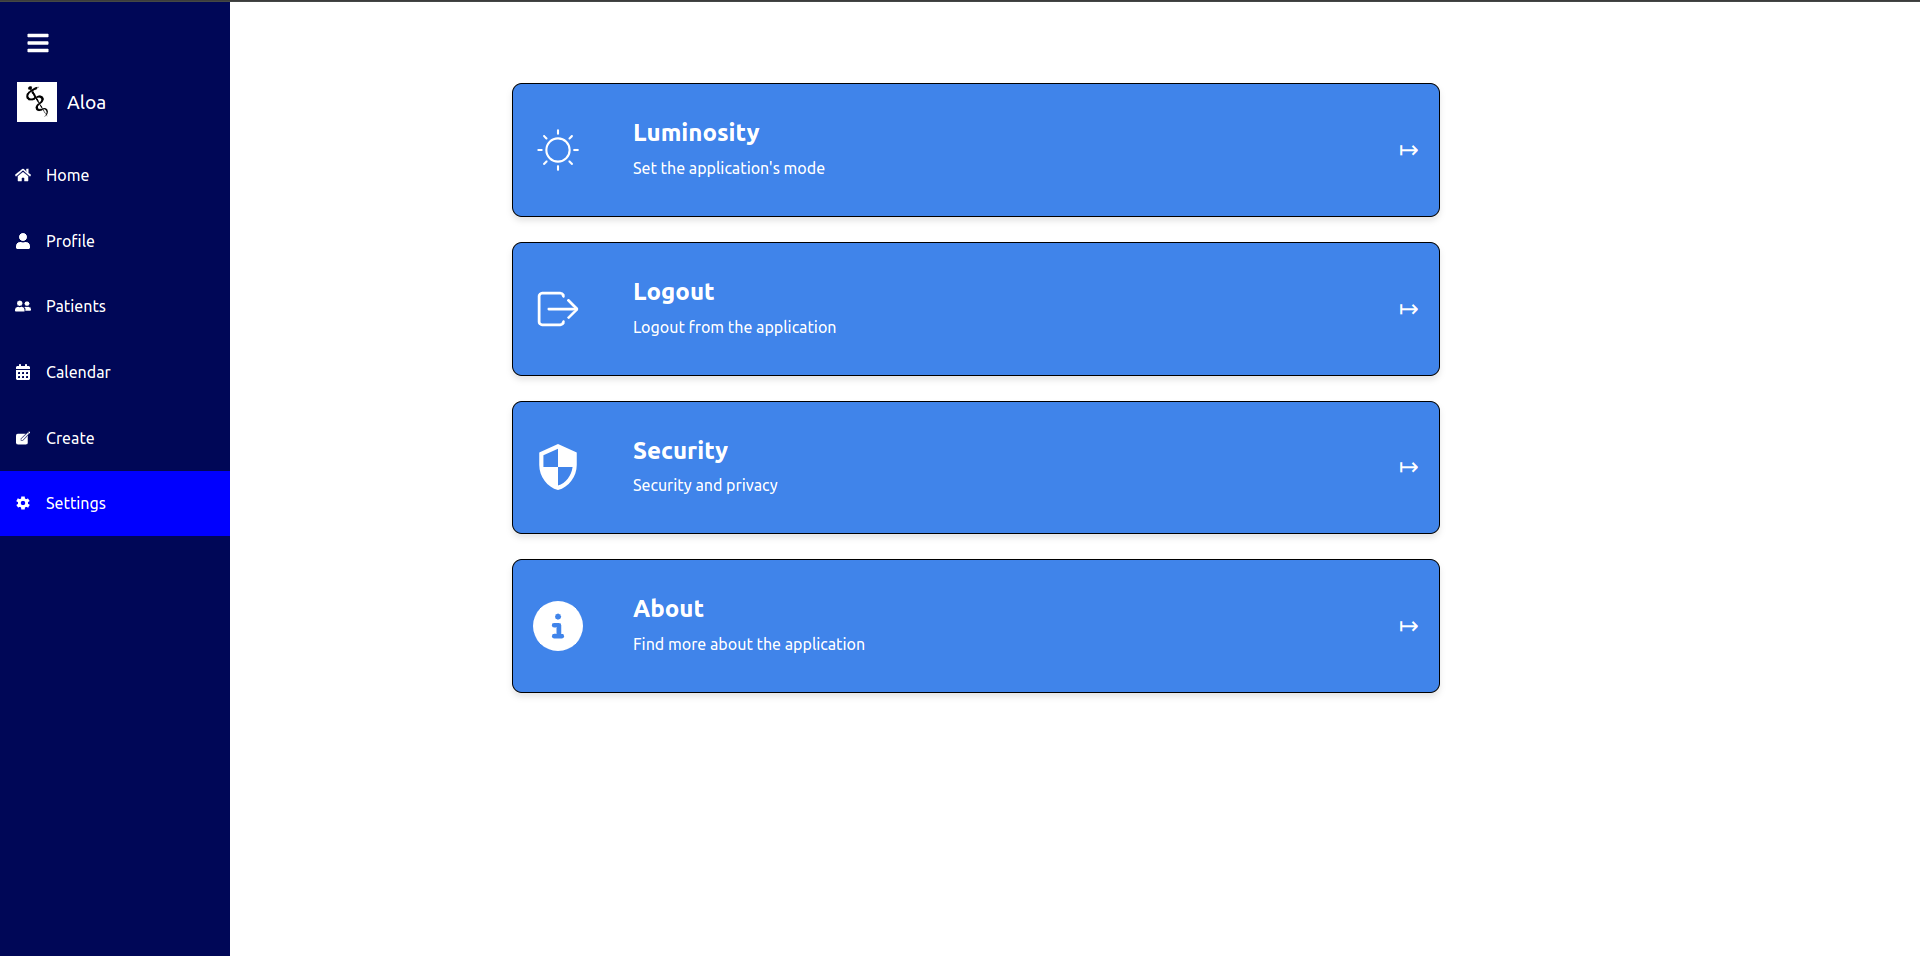 Aloa
Home
Profile
Patients
Calendar
Create
Settings
Luminosity
Set the application's mode
↦
Logout
Logout from the application
↦
Security
Security and privacy
↦
About
Find more about the application
↦